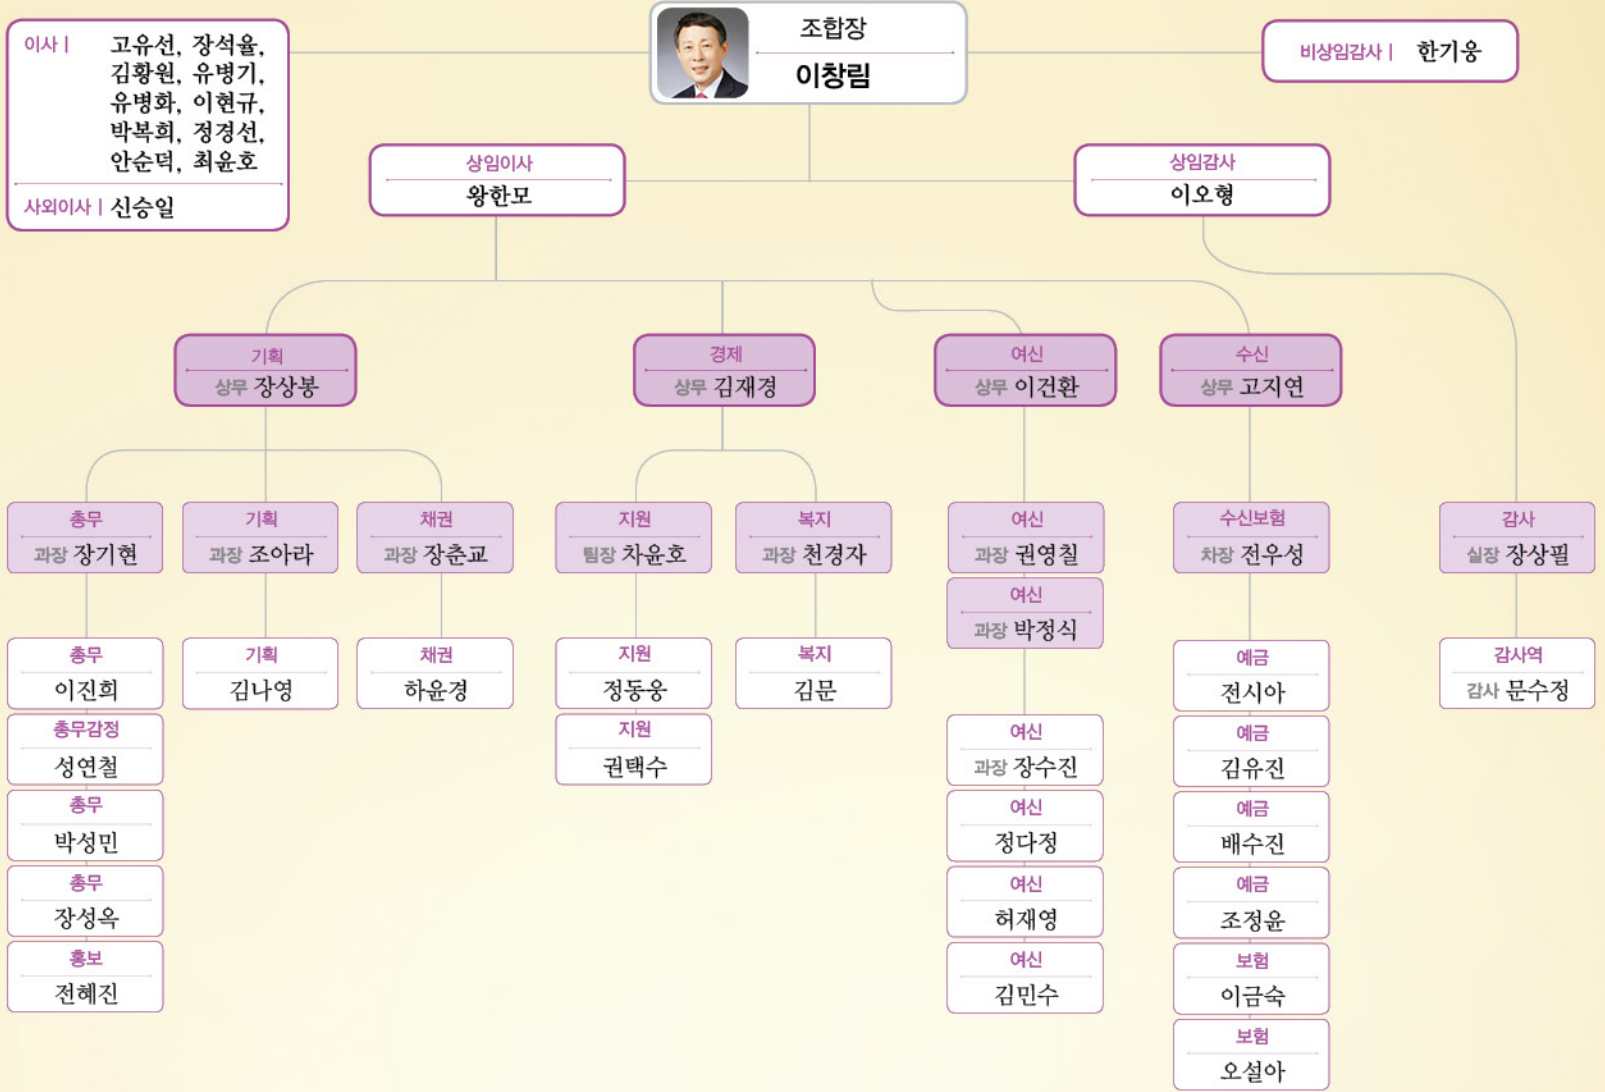 이사 | 고유선, 장석율,
김황원, 유병기,
유병화, 이현규,
박복희, 정경선,
안순덕, 최윤호
사외이사 | 신승일
조합장
이창림
비상임감사 | 한기웅
상임이사
왕한모
상임감사
이오형
기획
상무 장상봉
경제
상무 김재경
여신
상무 이건환
수신
상무 고지연
총무
과장 장기현
기획
과장 조아라
채권
과장 장춘교
지원
팀장 차윤호
복지
과장 천경자
여신
과장 권영칠
여신
과장 박정식
수신보험
차장 전우성
감사
실장 장상필
총무
이진희
총무감정
성연철
총무
박성민
총무
장성옥
홍보
전혜진
기획
김나영
채권
하윤경
지원
정동웅
지원
권택수
복지
김문
여신
과장 장수진
여신
정다정
여신
허재영
여신
김민수
예금
전시아
예금
김유진
예금
배수진
예금
조정윤
보험
이금숙
보험
오설아
감사역
감사 문수정